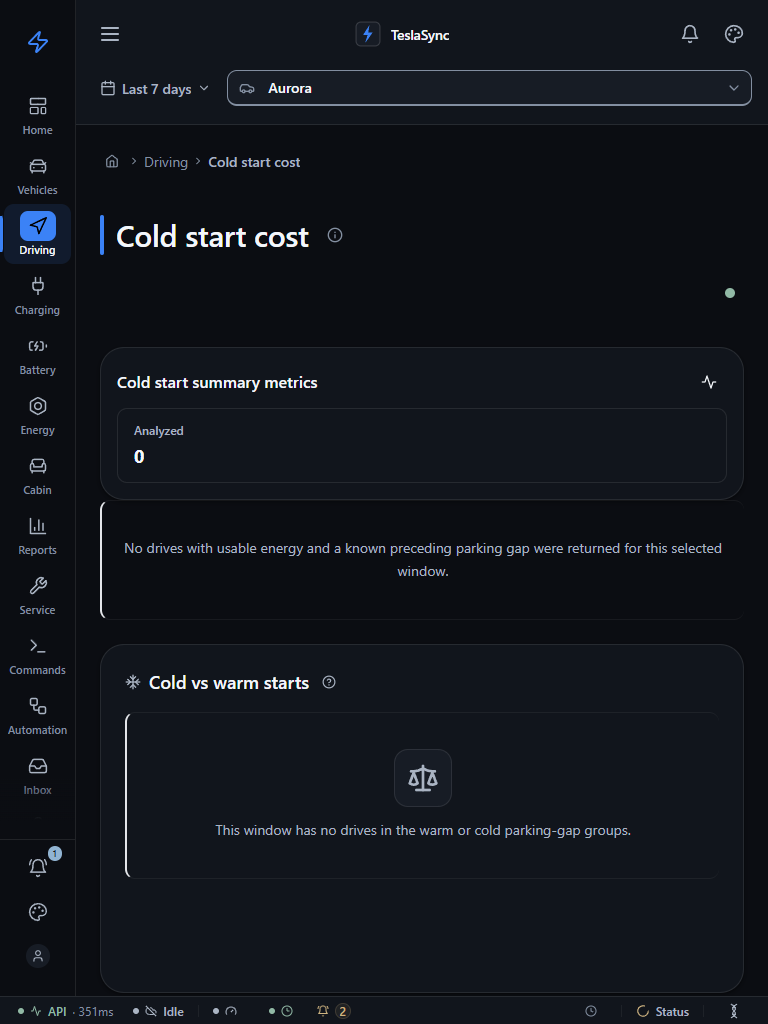 TeslaSync
Last 7 days
Aurora
Home
Vehicles
Driving
Charging
Battery
Energy
Cabin
Reports
Service
Commands
Automation
Inbox
1
Driving > Cold start cost
Cold start cost
Cold start summary metrics
Analyzed
0
No drives with usable energy and a known preceding parking gap were returned for this selected
window.
Cold vs warm starts
This window has no drives in the warm or cold parking-gap groups.
API · 351ms
Idle
2
Status